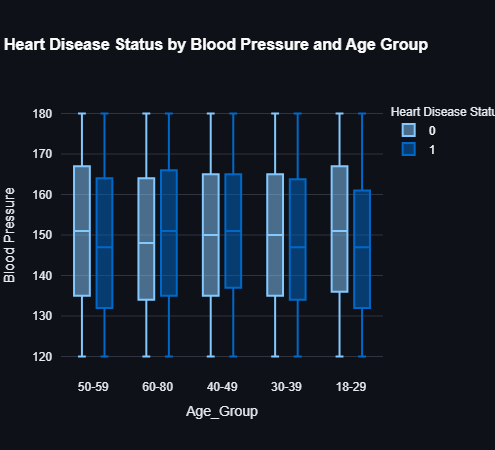 Heart Disease Status by Blood Pressure and Age Group
Heart Disease Statu
0
1
Blood Pressure
180
170
160
150
140
130
120
50-59 60-80 40-49 30-39 18-29
Age_Group